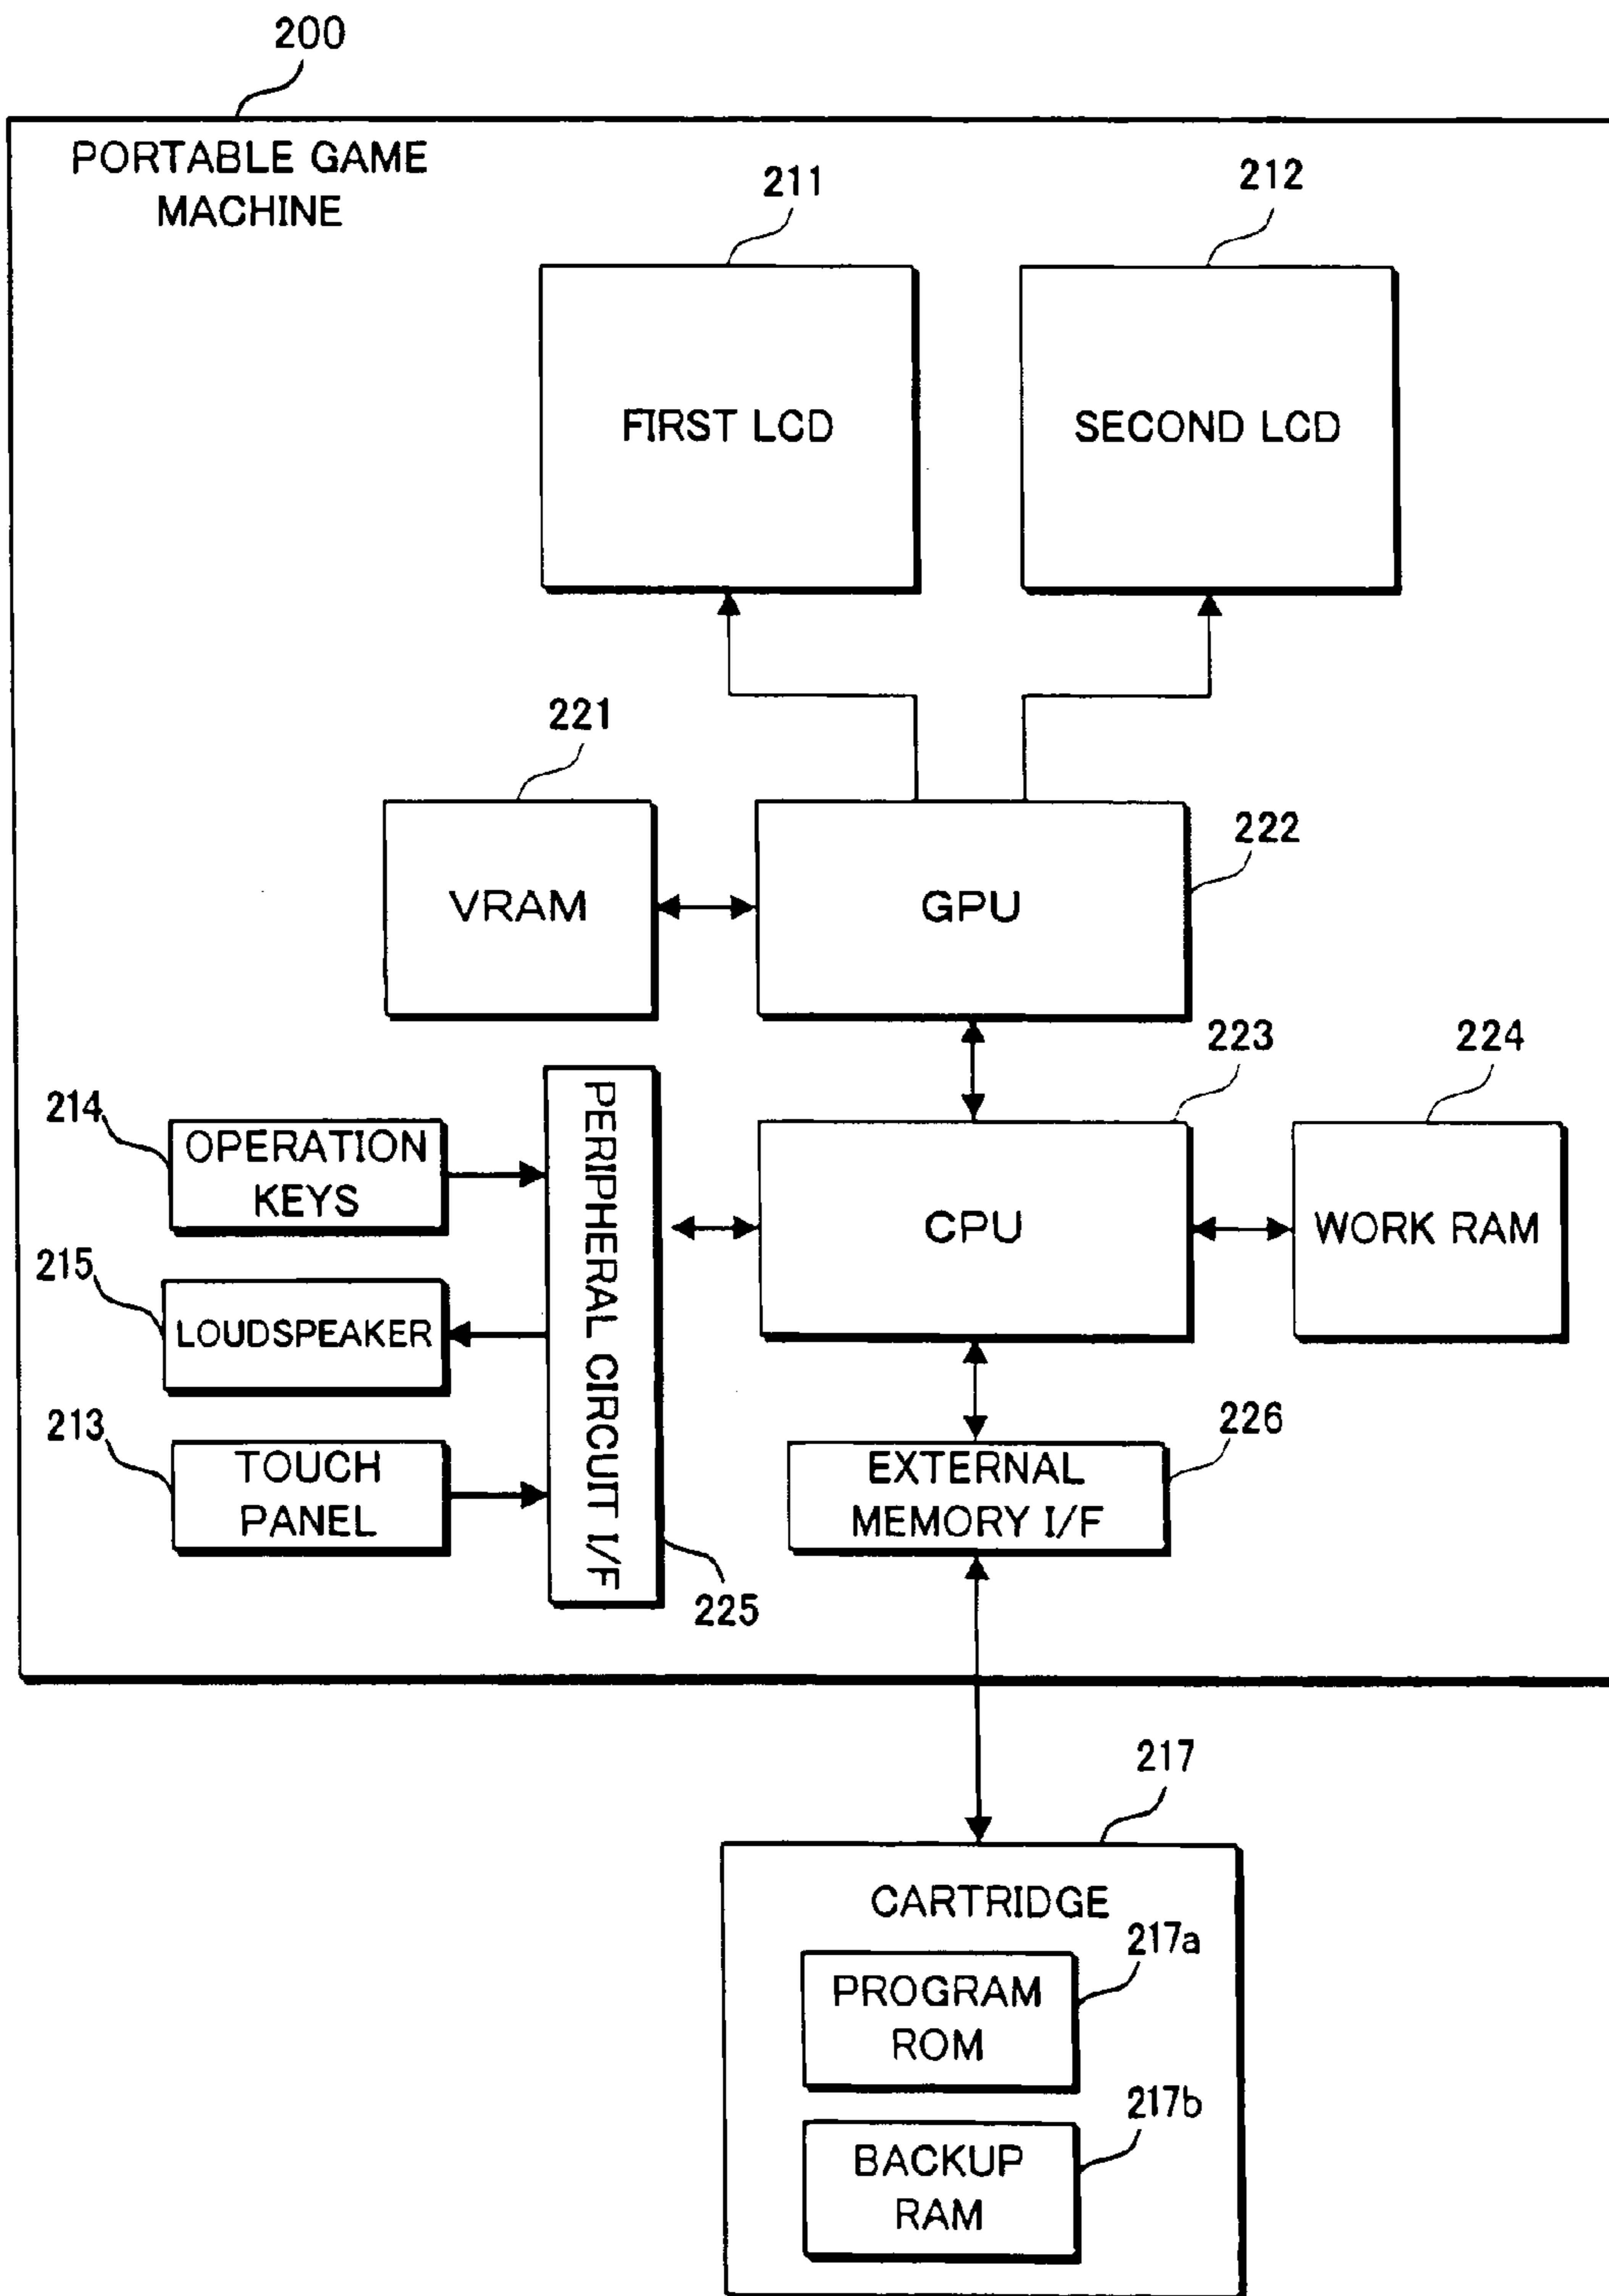 200
PORTABLE GAME
MACHINE
211
212
FIRST LCD
SECOND LCD
221
222
VRAM
GPU
223
224
214
OPERATION
KEYS
PERIPHERAL CIRCUIT I/F
CPU
WORK RAM
215
LOUDSPEAKER
213
TOUCH
PANEL
226
EXTERNAL
MEMORY I/F
225
217
CARTRIDGE
217a
PROGRAM
ROM
217b
BACKUP
RAM